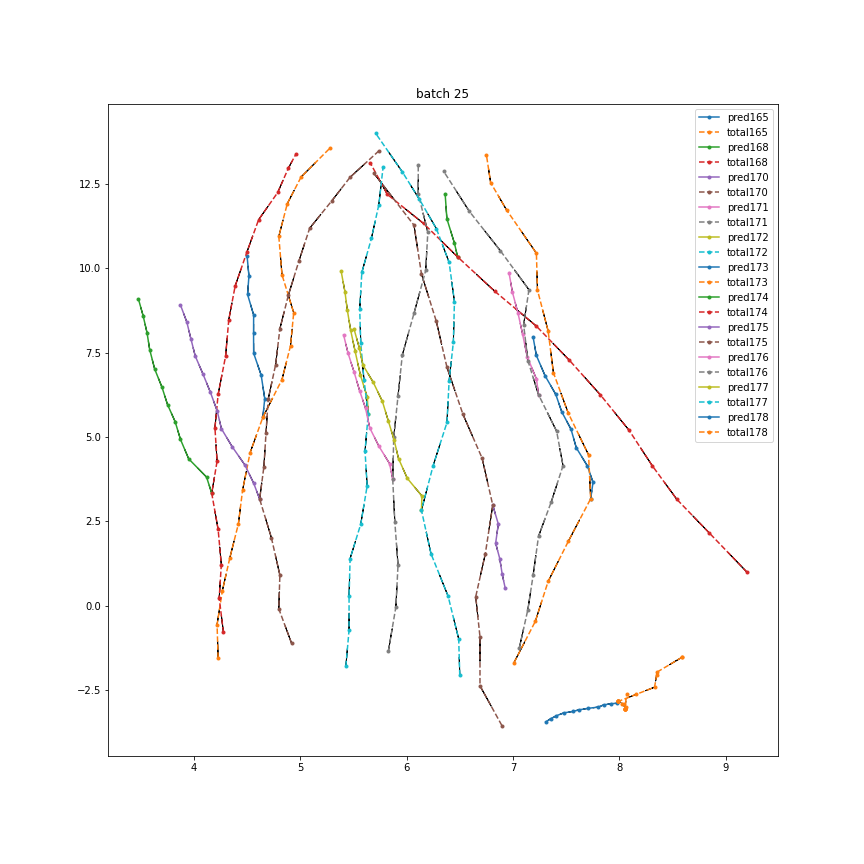 batch 25
pred165
total165
pred168
total168
pred170
total170
pred171
total171
pred172
total172
pred173
total173
pred174
total174
pred175
total175
pred176
total176
pred177
total177
pred178
total178
12.5
10.0
7.5
5.0
2.5
0.0
−2.5
4 5 6 7 8 9